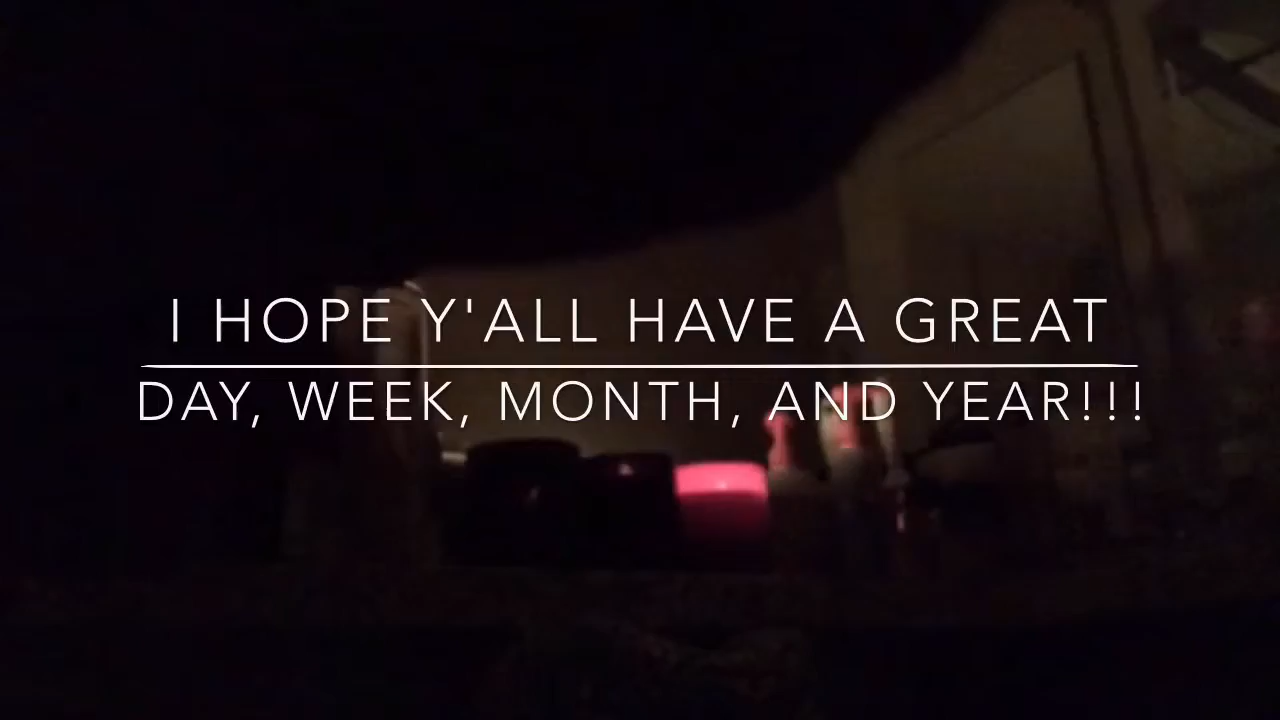 I HOPE Y'ALL HAVE A GREAT
DAY, WEEK, MONTH, AND YEAR!!!